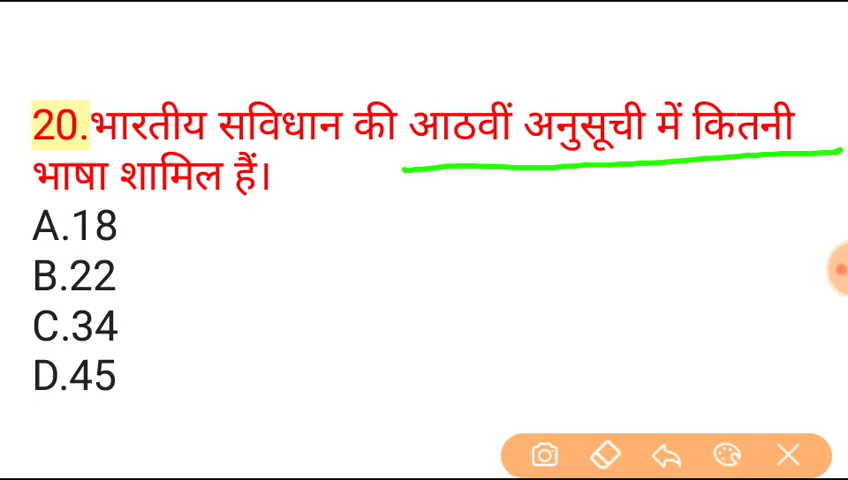 20.भारतीय सविधान की आठवीं अनुसूची में कितनी
भाषा शामिल हैं।
A.18
B.22
C.34
D.45